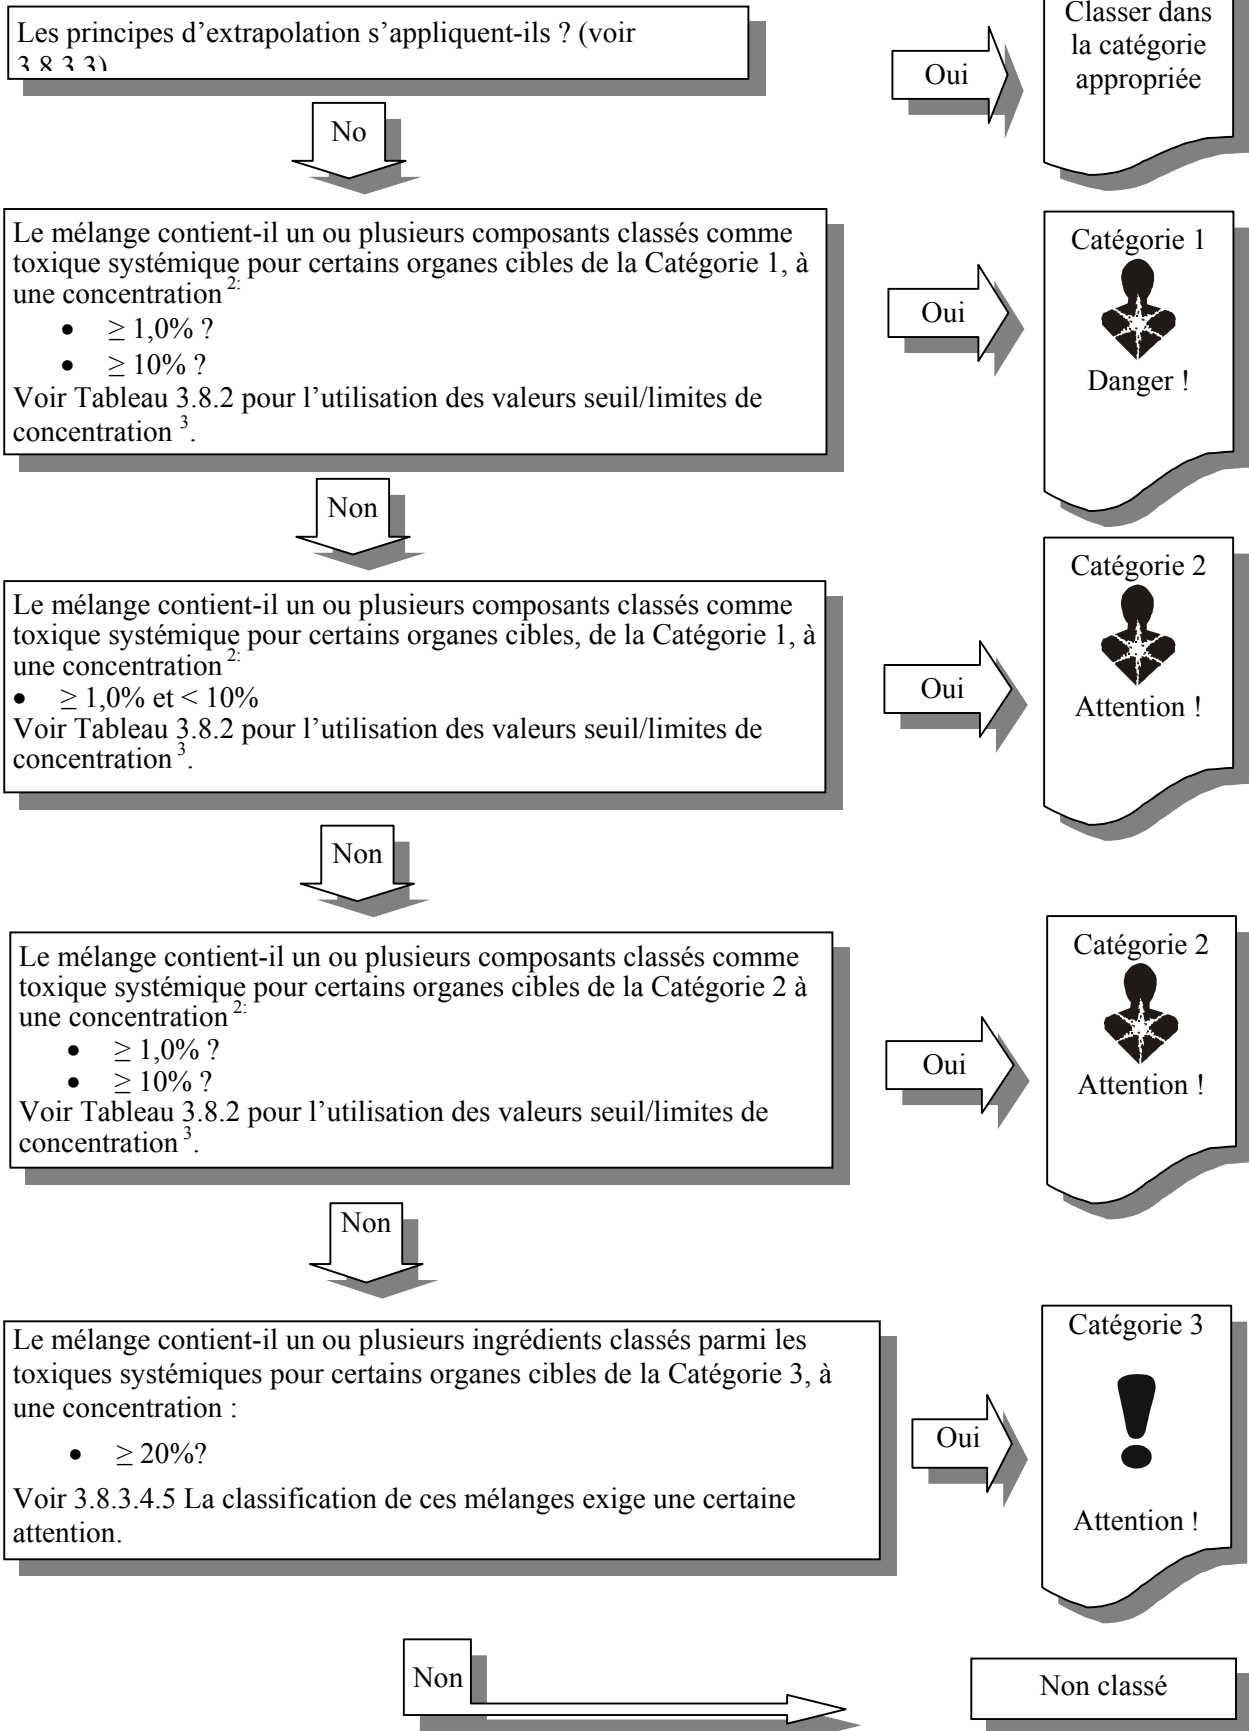 Les principes d'extrapolation s'appliquent-ils ? (voir
3.8.3.3)
Oui
Classer dans
la catégorie
appropriée
No
Le mélange contient-il un ou plusieurs composants classés comme
toxique systémique pour certains organes cibles de la Catégorie 1, à
une concentration 2:
• ≥ 1,0% ?
• ≥ 10% ?
Voir Tableau 3.8.2 pour l'utilisation des valeurs seuil/limites de
concentration 3.
Oui
Catégorie 1
Danger !
Non
Le mélange contient-il un ou plusieurs composants classés comme
toxique systémique pour certains organes cibles, de la Catégorie 1, à
une concentration 2:
• ≥ 1,0% et < 10%
Voir Tableau 3.8.2 pour l'utilisation des valeurs seuil/limites de
concentration 3.
Oui
Catégorie 2
Attention !
Non
Le mélange contient-il un ou plusieurs composants classés comme
toxique systémique pour certains organes cibles de la Catégorie 2 à
une concentration 2:
• ≥ 1,0% ?
• ≥ 10% ?
Voir Tableau 3.8.2 pour l'utilisation des valeurs seuil/limites de
concentration 3.
Oui
Catégorie 2
Attention !
Non
Le mélange contient-il un ou plusieurs ingrédients classés parmi les
toxiques systémiques pour certains organes cibles de la Catégorie 3, à
une concentration :
• ≥ 20%?
Voir 3.8.3.4.5 La classification de ces mélanges exige une certaine
attention.
Oui
Catégorie 3
Attention !
Non
Non classé